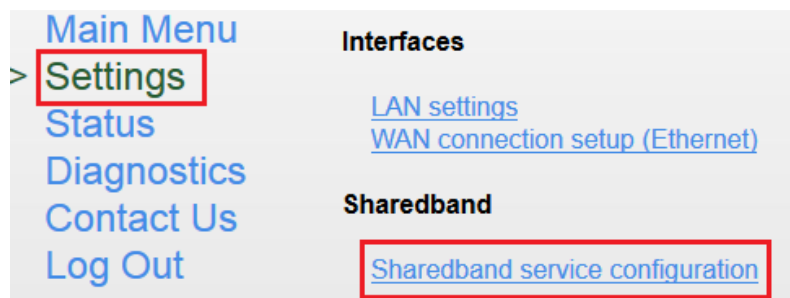 Main Menu
> Settings
Status
Diagnostics
Contact Us
Log Out
Interfaces
LAN settings
WAN connection setup (Ethernet)
Sharedband
Sharedband service configuration